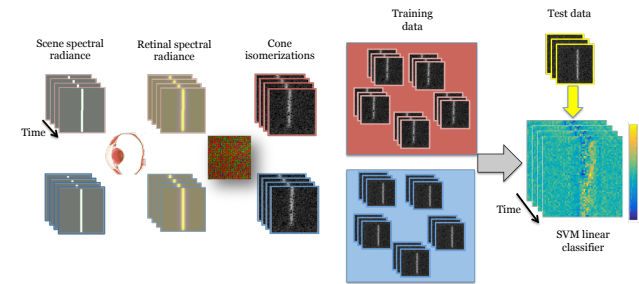 Scene spectral
radiance
Retinal spectral
radiance
Cone
isomerizations
Training
data
Test data
Time
Time
SVM linear
classifier